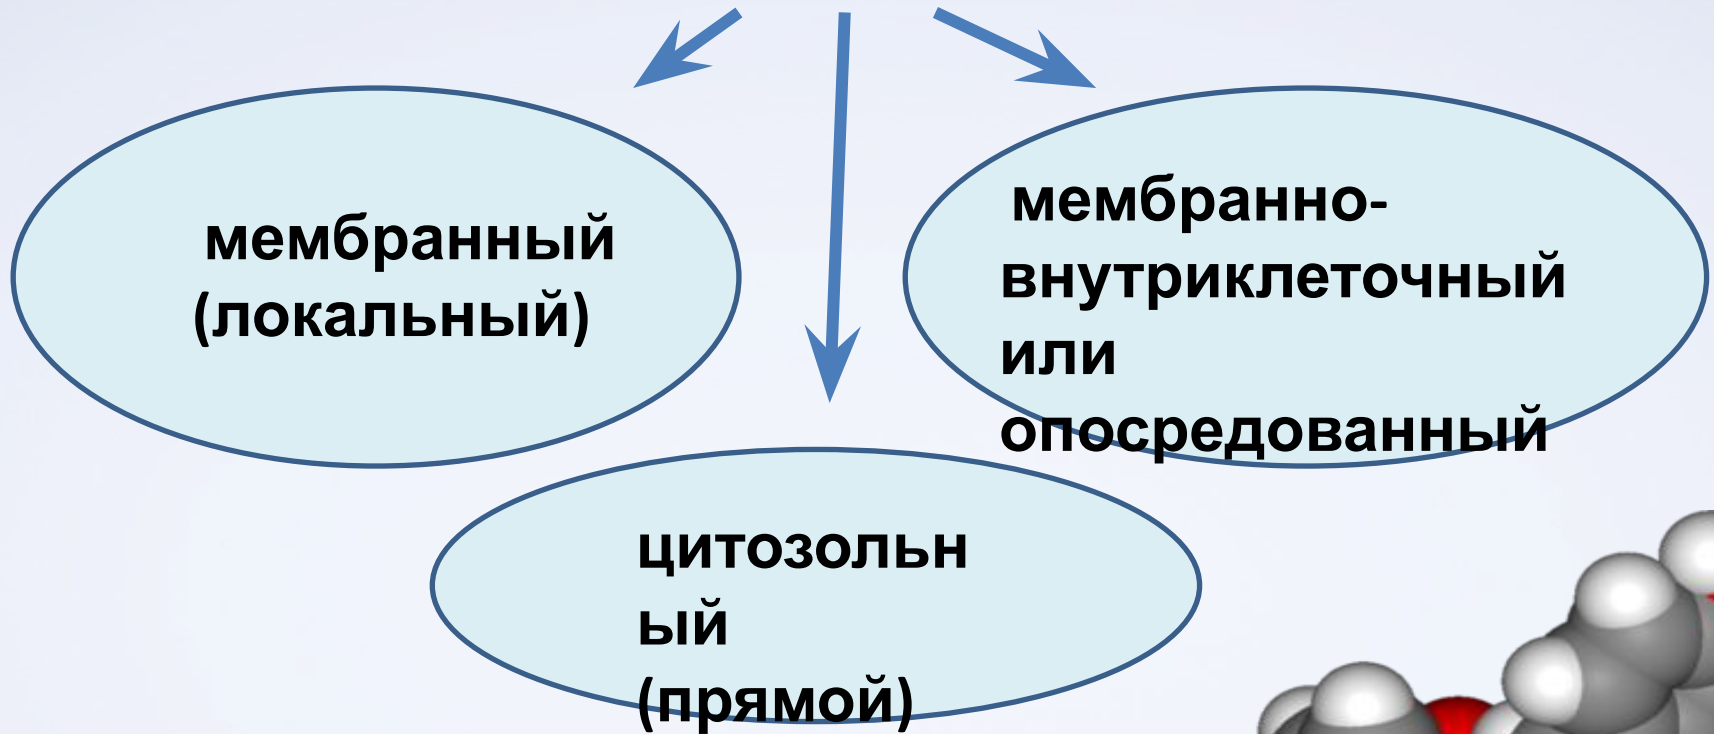 мембранный
(локальный)
мембранно-
внутриклеточный
или
опосредованный
цитозольн
ый
(прямой)